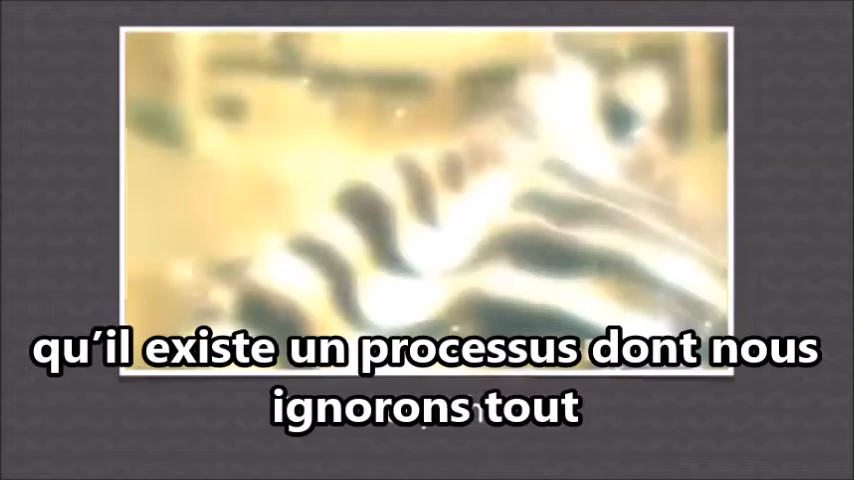 qu’il existe un processus dont nous
ignorons tout